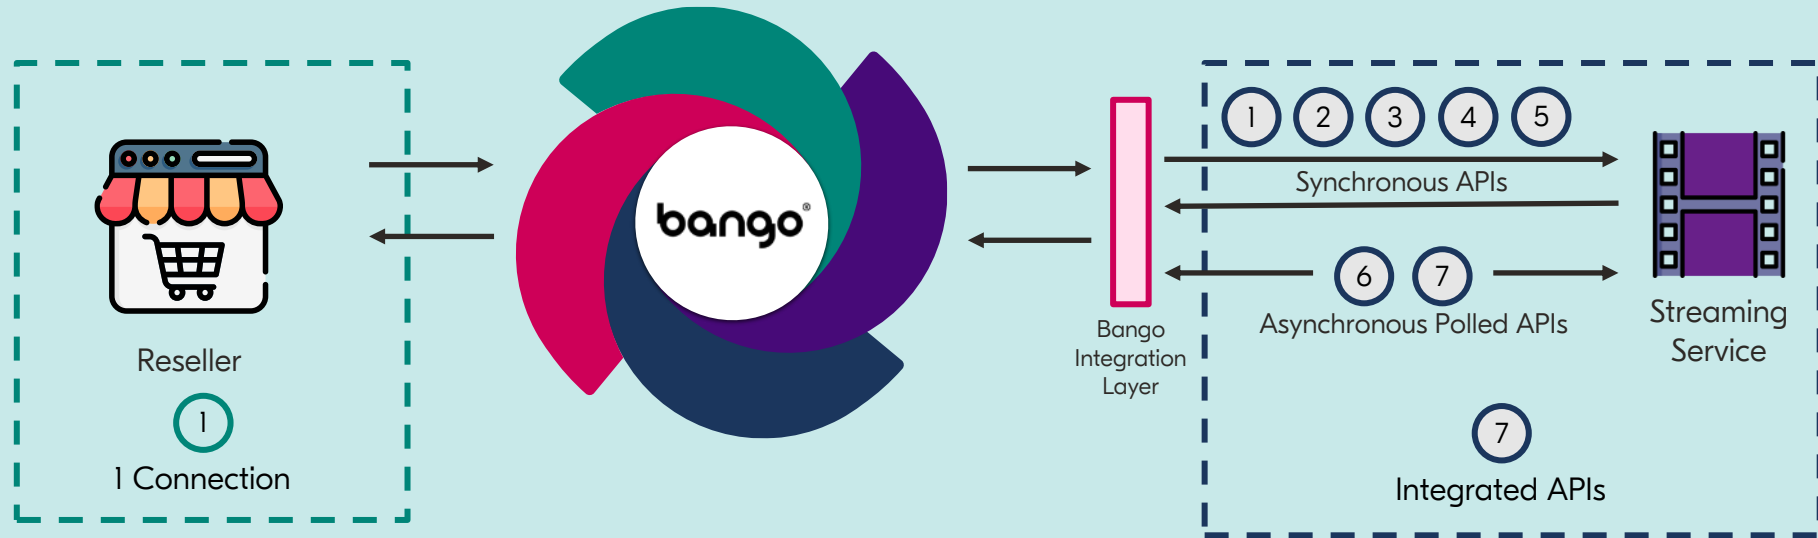 Reseller
1
1 Connection
bango®
Bango
Integration
Layer
1 2 3 4 5
Synchronous APIs
6 7
Asynchronous Polled APIs
Streaming
Service
7
Integrated APIs